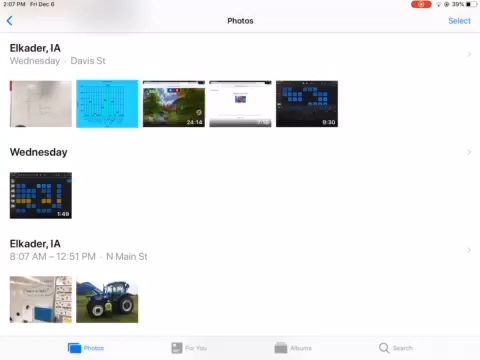 2:07 PM Fri Dec 6
39%
Photos
Select
Elkader, IA
Wednesday · Davis St
24:14
9:30
Wednesday
1:49
Elkader, IA
8:07 AM – 12:51 PM · N Main St
Photos
For You
Albums
Search